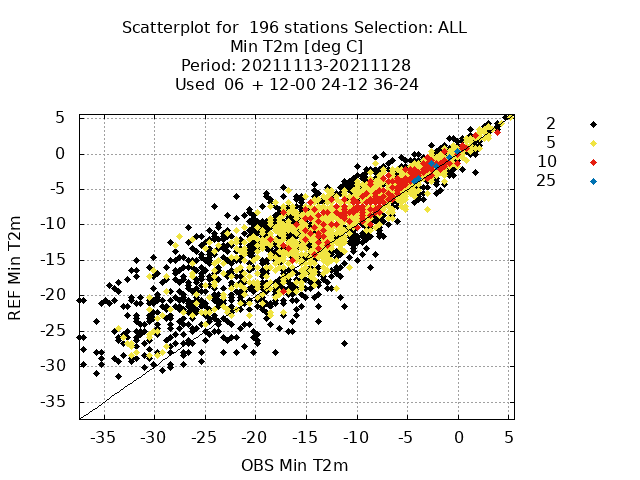 Scatterplot for  196 stations Selection: ALL
Min T2m [deg C]
Period: 20211113-20211128
Used  06 + 12-00 24-12 36-24
2
5
10
25
5
0
-5
-10
-15
-20
-25
-30
-35
REF Min T2m
-35 -30 -25 -20 -15 -10 -5 0 5
OBS Min T2m